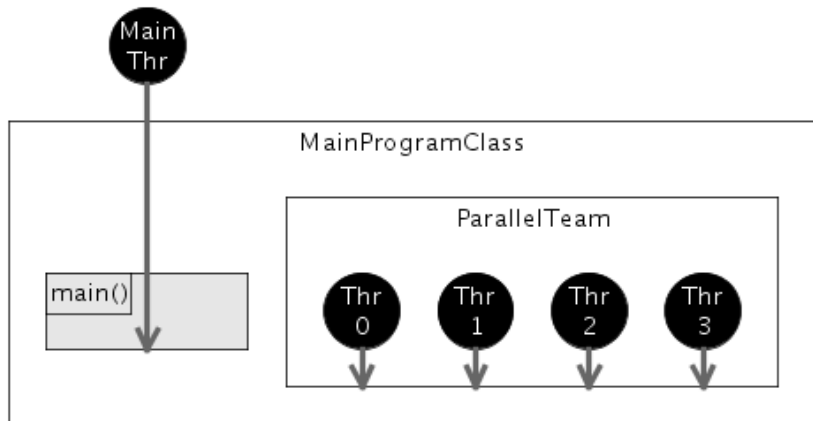 Main
Thr
MainProgramClass
ParallelTeam
main()
Thr
0
Thr
1
Thr
2
Thr
3